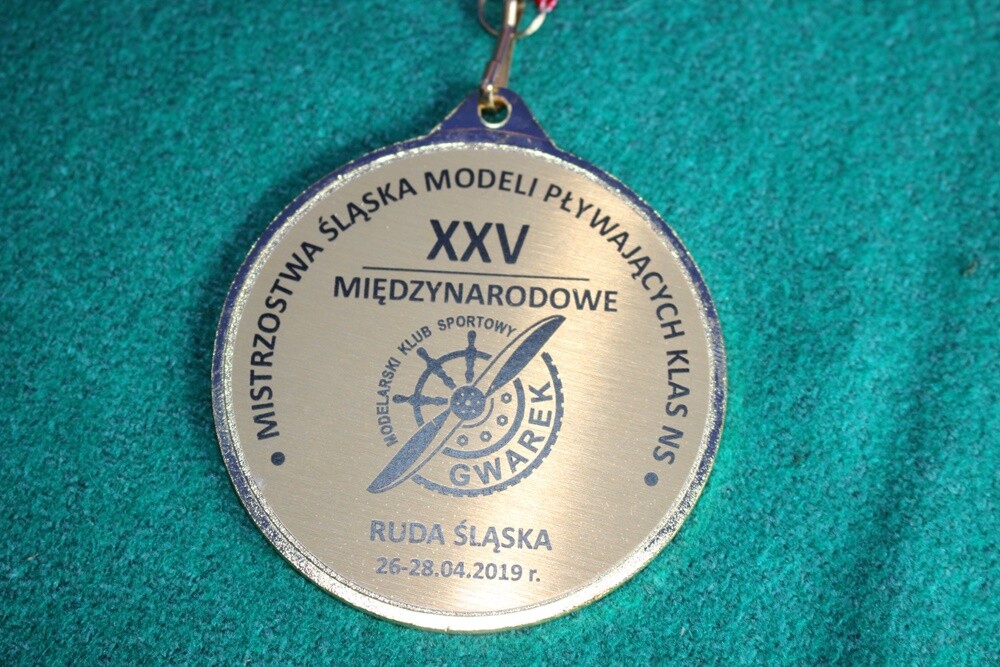 MISTRZOSTWA ŚLĄSKA MODELI PŁYWAJĄCYCH KLAS NS
XXV
MIĘDZYNARODOWE
MODELARSKI KLUB SPORTOWY
GWAREK
RUDA ŚLĄSKA
26-28.04.2019 r.